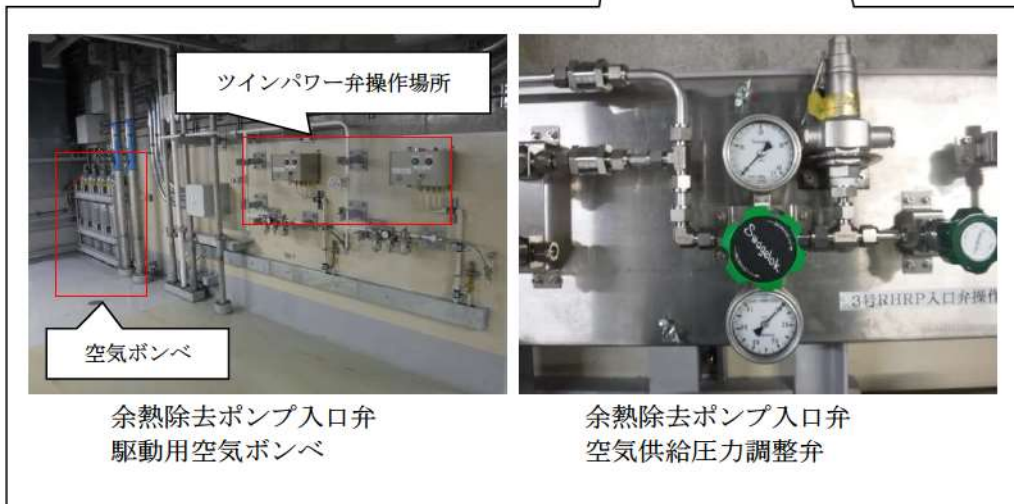 ツインパワー弁操作場所
空気ボンベ
Swagelok
3号RHRP入口弁操作
余熱除去ポンプ入口弁
駆動用空気ボンベ
余熱除去ポンプ入口弁
空気供給圧力調整弁